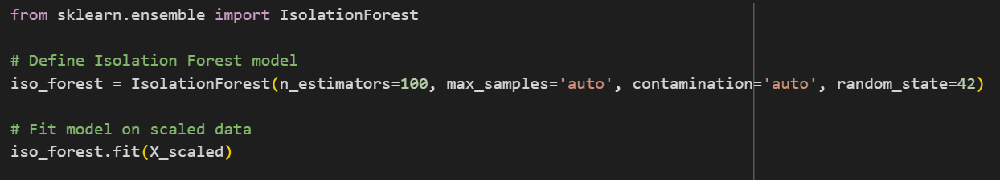 from sklearn.ensemble import IsolationForest
# Define Isolation Forest model
iso_forest = IsolationForest(n_estimators=100, max_samples='auto', contamination='auto', random_state=42)
# Fit model on scaled data
iso_forest.fit(X_scaled)